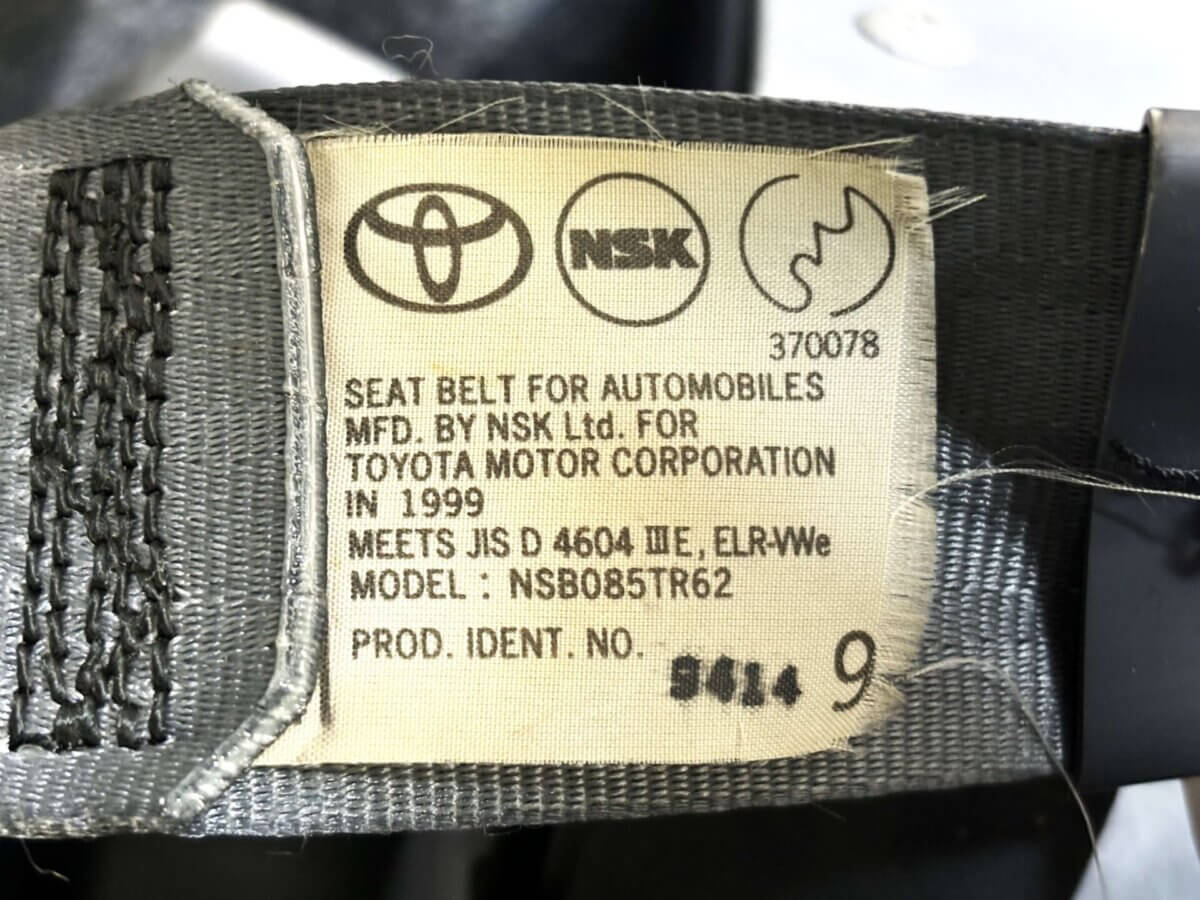 NSK
370078
SEAT BELT FOR AUTOMOBILES
MFD. BY NSK Ltd. FOR
TOYOTA MOTOR CORPORATION
IN 1999
MEETS JIS D 4604 ⅢE, ELR-VWe
MODEL : NSB085TR62
PROD. IDENT. NO. 9414 9